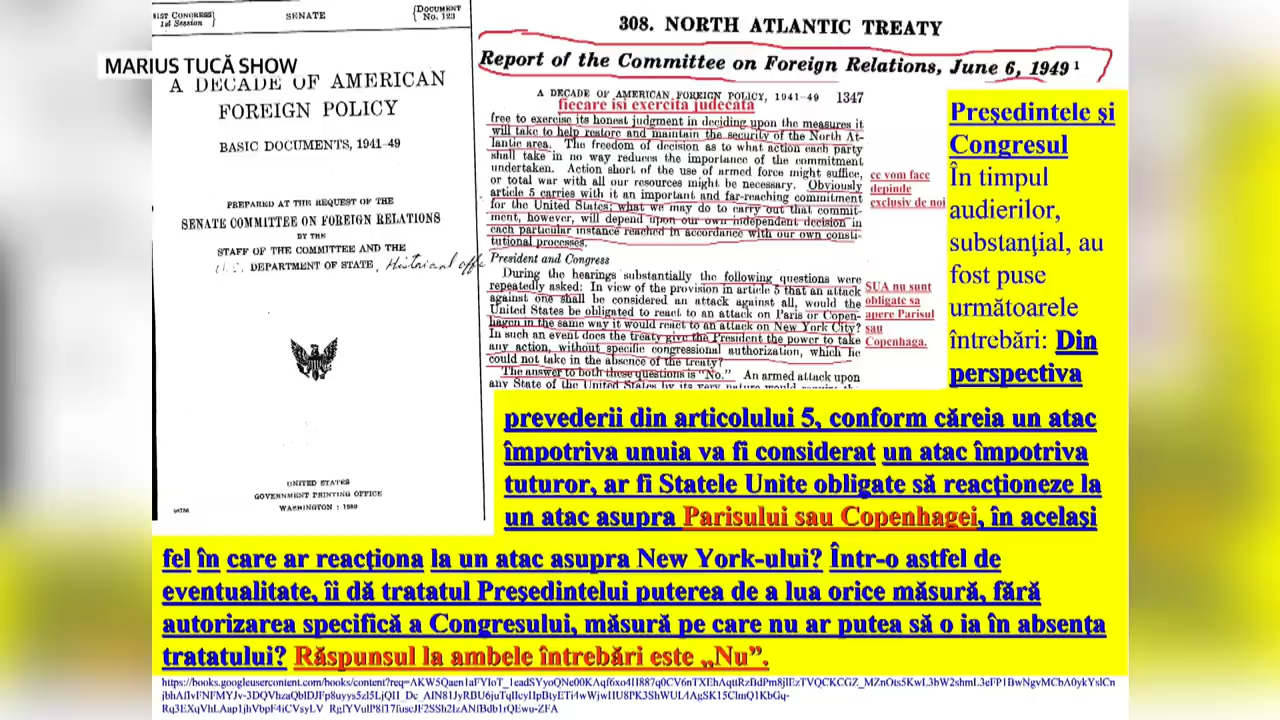 MARIUS TUCĂ SHOW
81ST CONGRESS
1st Session
SENATE
DOCUMENT
No. 123
A DECADE OF AMERICAN
FOREIGN POLICY
BASIC DOCUMENTS, 1941-49
PREPARED AT THE REQUEST OF THE
SENATE COMMITTEE ON FOREIGN RELATIONS
BY THE
STAFF OF THE COMMITTEE AND THE
DEPARTMENT OF STATE,
UNITED STATES
GOVERNMENT PRINTING OFFICE
WASHINGTON : 1950
308. NORTH ATLANTIC TREATY
Report of the Committee on Foreign Relations, June 6, 1949 1
A DECADE OF AMERICAN FOREIGN POLICY, 1941-49 1347
fiecare isi exercita judecata
free to exercise its honest judgment in deciding upon the measures it
will take to help restore and maintain the security of the North At-
lantic area. The freedom of decision as to what action each party
shall take in no way reduces the importance of the commitment
undertaken. Action short of the use of armed force might suffice,
or total war with all our resources might be necessary. Obviously
article 5 carries with it an important and far-reaching commitment
for the United States; what we may do to carry out that commit-
ment, however, will depend upon our own independent decision in
each particular instance reached in accordance with our own consti-
tutional processes.
ce vom face
depinde
exclusiv de noi
President and Congress
During the hearings substantially the following questions were
repeatedly asked: In view of the provision in article 5 that an attack
against one shall be considered an attack against all, would the
United States be obligated to react to an attack on Paris or Copen-
hagen in the same way it would react to an attack on New York City?
In such an event does the treaty give the President the power to take
any action, without specific congressional authorization, which he
could not take in the absence of the treaty?
The answer to both these questions is "No." An armed attack upon
any State of the United States by its very nature would require the
SUA nu sunt
obligate sa
apere Parisul
sau
Copenhaga.
Președintele și
Congresul
În timpul
audierilor,
substanțial, au
fost puse
următoarele
întrebări: Din
perspectiva
prevederii din articolului 5, conform căreia un atac
împotriva unuia va fi considerat un atac împotriva
tuturor, ar fi Statele Unite obligate să reacționeze la
un atac asupra Parisului sau Copenhagei, în același
fel în care ar reacționa la un atac asupra New York-ului? Într-o astfel de
eventualitate, îi dă tratatul Președintelui puterea de a lua orice măsură, fără
autorizarea specifică a Congresului, măsură pe care nu ar putea să o ia în absența
tratatului? Răspunsul la ambele întrebări este „Nu”.